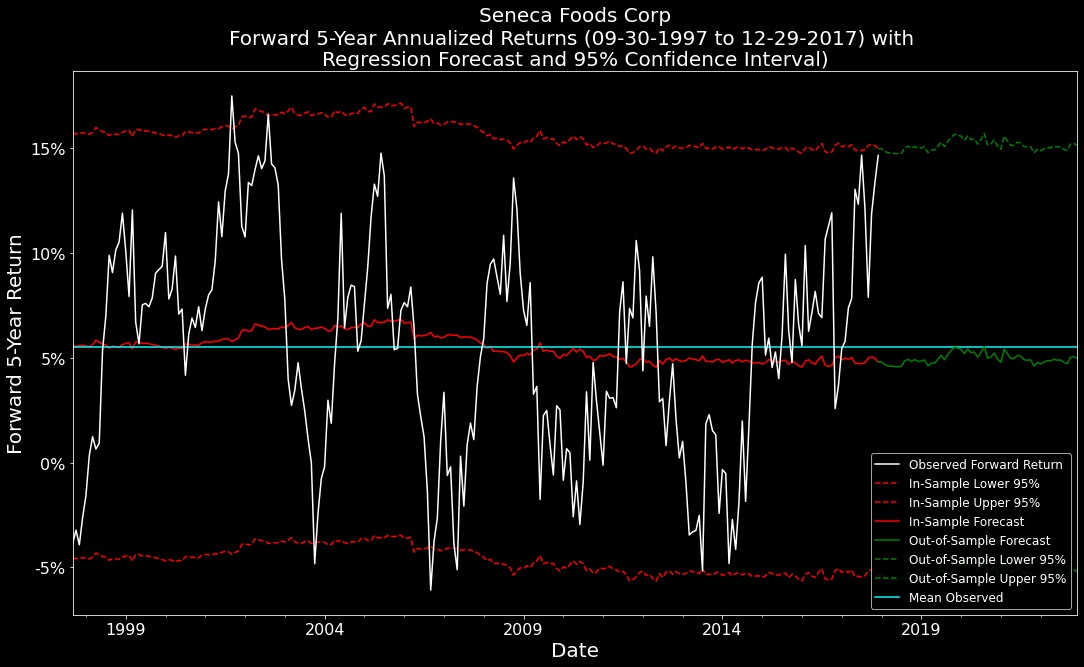 Seneca Foods Corp
Forward 5-Year Annualized Returns (09-30-1997 to 12-29-2017) with
Regression Forecast and 95% Confidence Interval)
Forward 5-Year Return
15%
10%
5%
0%
-5%
1999
2004
2009
2014
2019
Date
Observed Forward Return
In-Sample Lower 95%
In-Sample Upper 95%
In-Sample Forecast
Out-of-Sample Forecast
Out-of-Sample Lower 95%
Out-of-Sample Upper 95%
Mean Observed